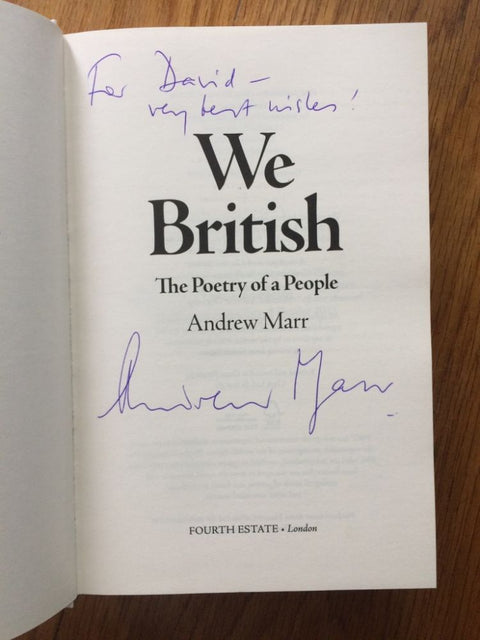 For David –
very best wishes!
We
British
The Poetry of a People
Andrew Marr
Andrew Marr
FOURTH ESTATE • London